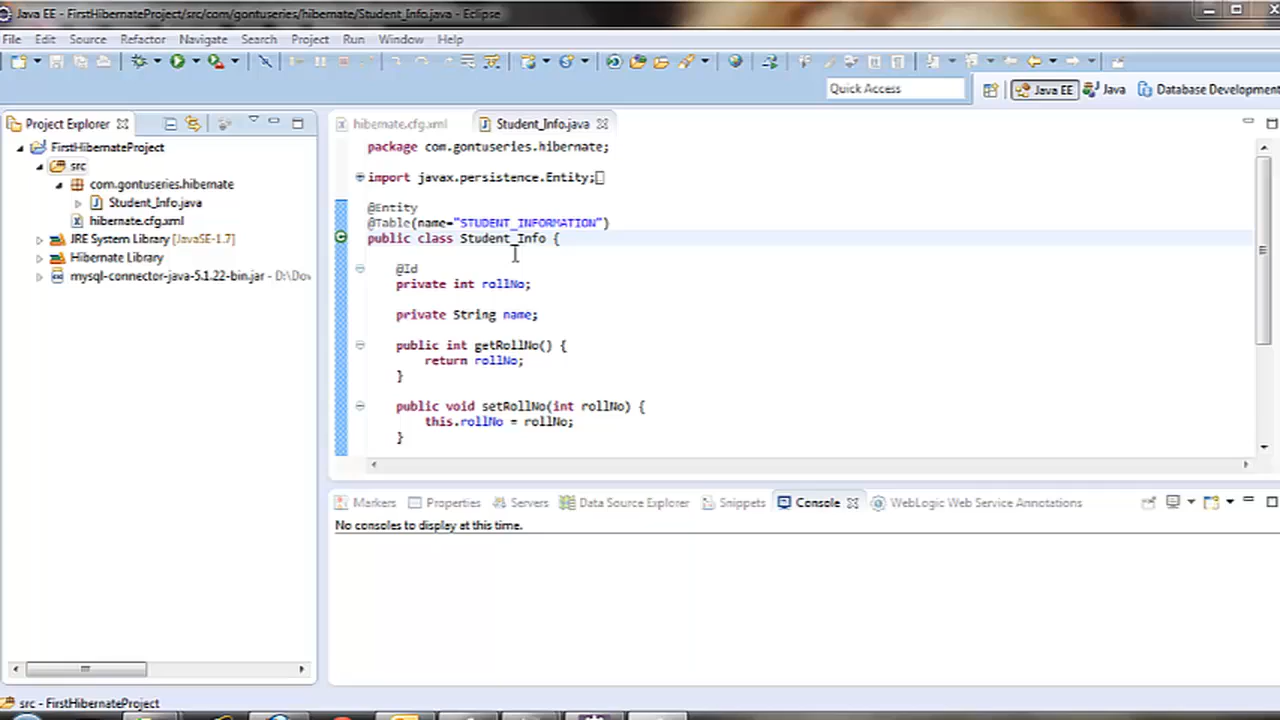 Java EE - FirstHibernateProject/src/com/gontuseries/hibernate/Student_Info.java - Eclipse
File Edit Source Refactor Navigate Search Project Run Window Help
Quick Access
Java EE
Java
Database Development
Project Explorer
FirstHibernateProject
src
com.gontuseries.hibernate
Student_Info.java
hibernate.cfg.xml
JRE System Library [JavaSE-1.7]
Hibernate Library
mysql-connector-java-5.1.22-bin.jar - D:\Dov
hibernate.cfg.xml
Student_Info.java
package com.gontuseries.hibernate;
import javax.persistence.Entity;
@Entity
@Table(name="STUDENT_INFORMATION")
public class Student_Info {
@Id
private int rollNo;
private String name;
public int getRollNo() {
return rollNo;
}
public void setRollNo(int rollNo) {
this.rollNo = rollNo;
}
Markers Properties Servers Data Source Explorer Snippets Console WebLogic Web Service Annotations
No consoles to display at this time.
src - FirstHibernateProject